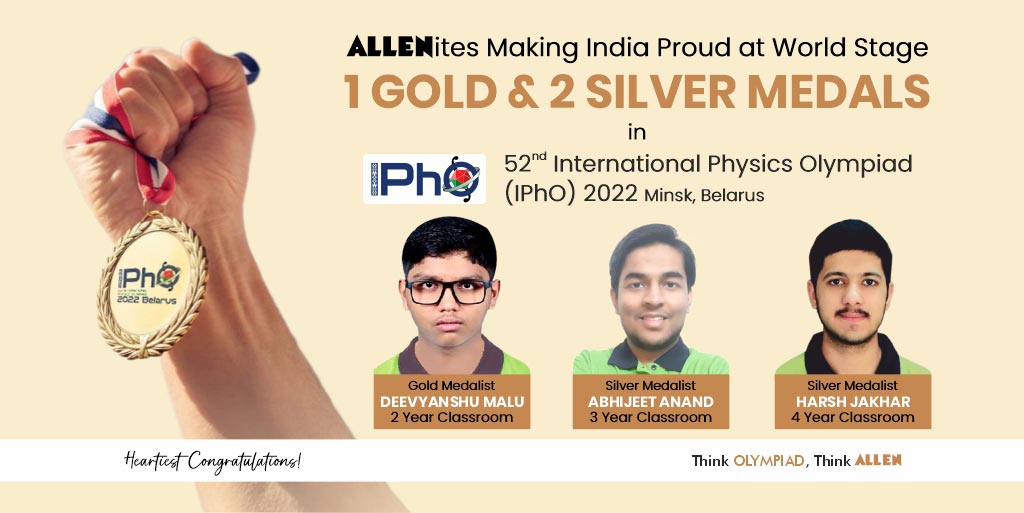 ALLENites Making India Proud at World Stage
1 GOLD & 2 SILVER MEDALS
in
IPhO
52nd International Physics Olympiad
(IPhO) 2022 Minsk, Belarus
IPhO
2022 Belarus
Gold Medalist
DEEVYANSHU MALU
2 Year Classroom
Silver Medalist
ABHIJEET ANAND
3 Year Classroom
Silver Medalist
HARSH JAKHAR
4 Year Classroom
Heartiest Congratulations!
Think OLYMPIAD, Think ALLEN